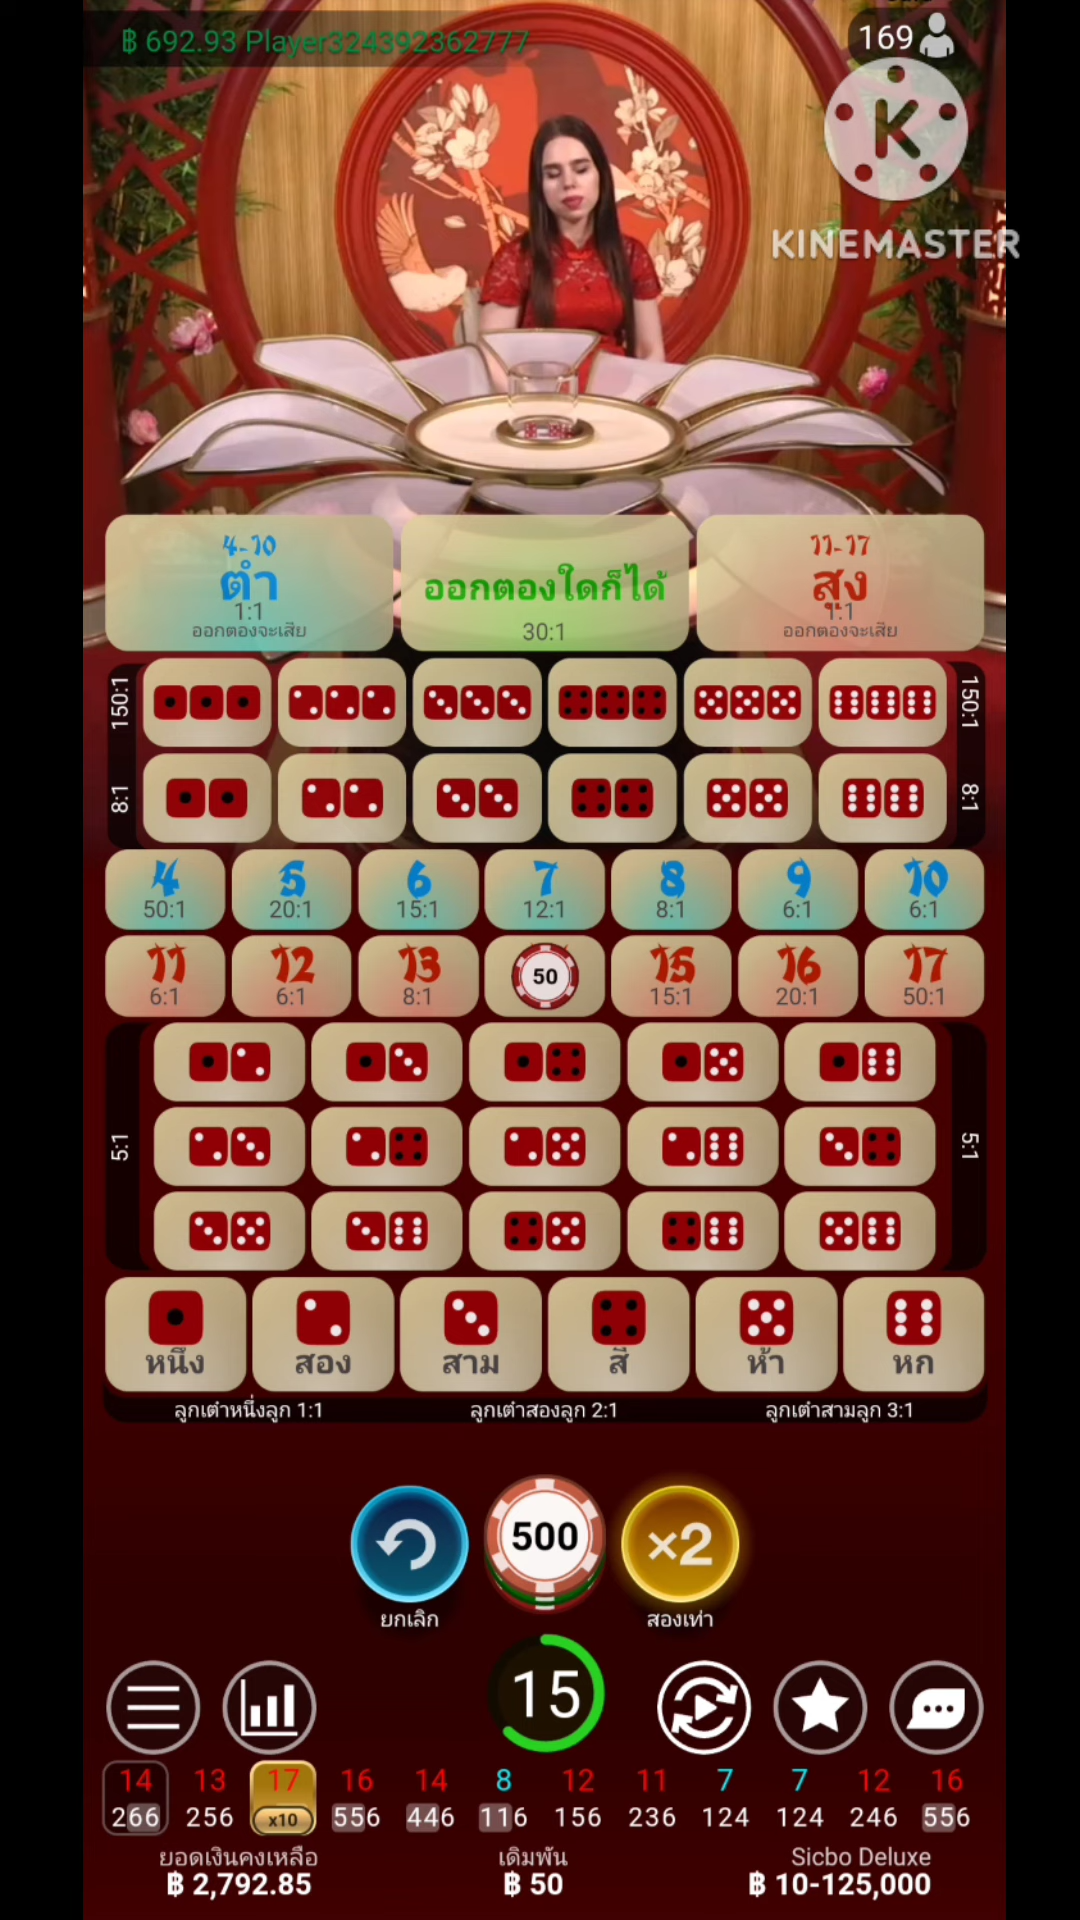 ฿ 692.93 Player324392362777
169
K
KINEMASTER
4-10
ต่ำ
1:1
ออกตองจะเสีย
ออกตองใดก็ได้
30:1
11-17
สูง
1:1
ออกตองจะเสีย
150:1
150:1
8:1
8:1
4 5 6 7 8 9 10
50:1 20:1 15:1 12:1 8:1 6:1 6:1
11 12 13 50 15 16 17
6:1 6:1 8:1 15:1 20:1 50:1
5:1
5:1
หนึ่ง สอง สาม สี่ ห้า หก
ลูกเต๋าหนึ่งลูก 1:1 ลูกเต๋าสองลูก 2:1 ลูกเต๋าสามลูก 3:1
500
×2
ยกเลิก
สองเท่า
15
14 13 17 16 14 8 12 11 7 7 12 16
266 256 x10 556 446 116 156 236 124 124 246 556
ยอดเงินคงเหลือ เดิมพัน Sicbo Deluxe
฿ 2,792.85 ฿ 50 ฿ 10-125,000